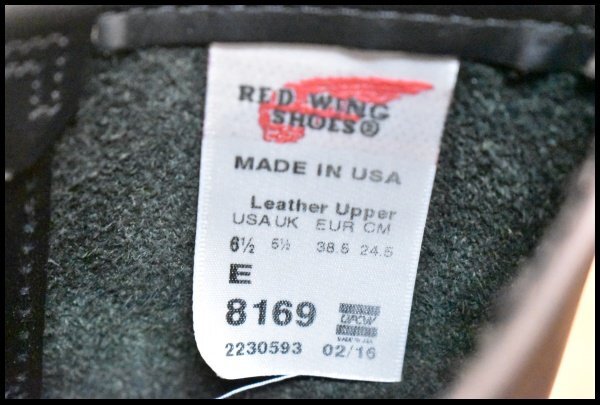 RED WING
SHOES®
MADE IN USA
Leather Upper
USA UK EUR CM
6½ 5½ 38.5 24.5
E
8169
UFCW
2230593 02/16